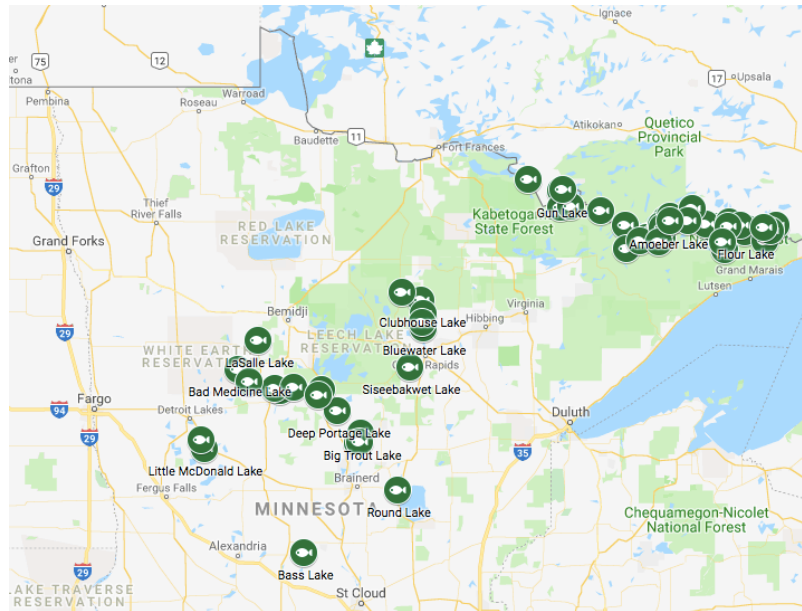 Ignace
75
12
17
Upsala
Pembina
Warroad
Roseau
Baudette
11
Atikokan
Quetico
Provincial
Park
Fort Frances
Grafton
29
Thief
River Falls
Kabetoga
State Forest
Gun Lake
RED LAKE
RESERVATION
Grand Forks
Amoeber Lake
Flour Lake
Grand Marais
Lutsen
Bemidji
Virginia
Hibbing
Clubhouse Lake
29
LEECH LAKE
RESERVATION
WHITE EARTH
RESERVATION
Bluewater Lake
LaSalle Lake
Rapids
Siseebakwet Lake
Bad Medicine Lake
Fargo
94
Detroit Lakes
Duluth
29
Deep Portage Lake
35
Big Trout Lake
Little McDonald Lake
Brainerd
Fergus Falls
MINNESOTA
Round Lake
Chequamegon-Nicolet
National Forest
Alexandria
Bass Lake
29
LAKE TRAVERSE
RESERVATION
St Cloud